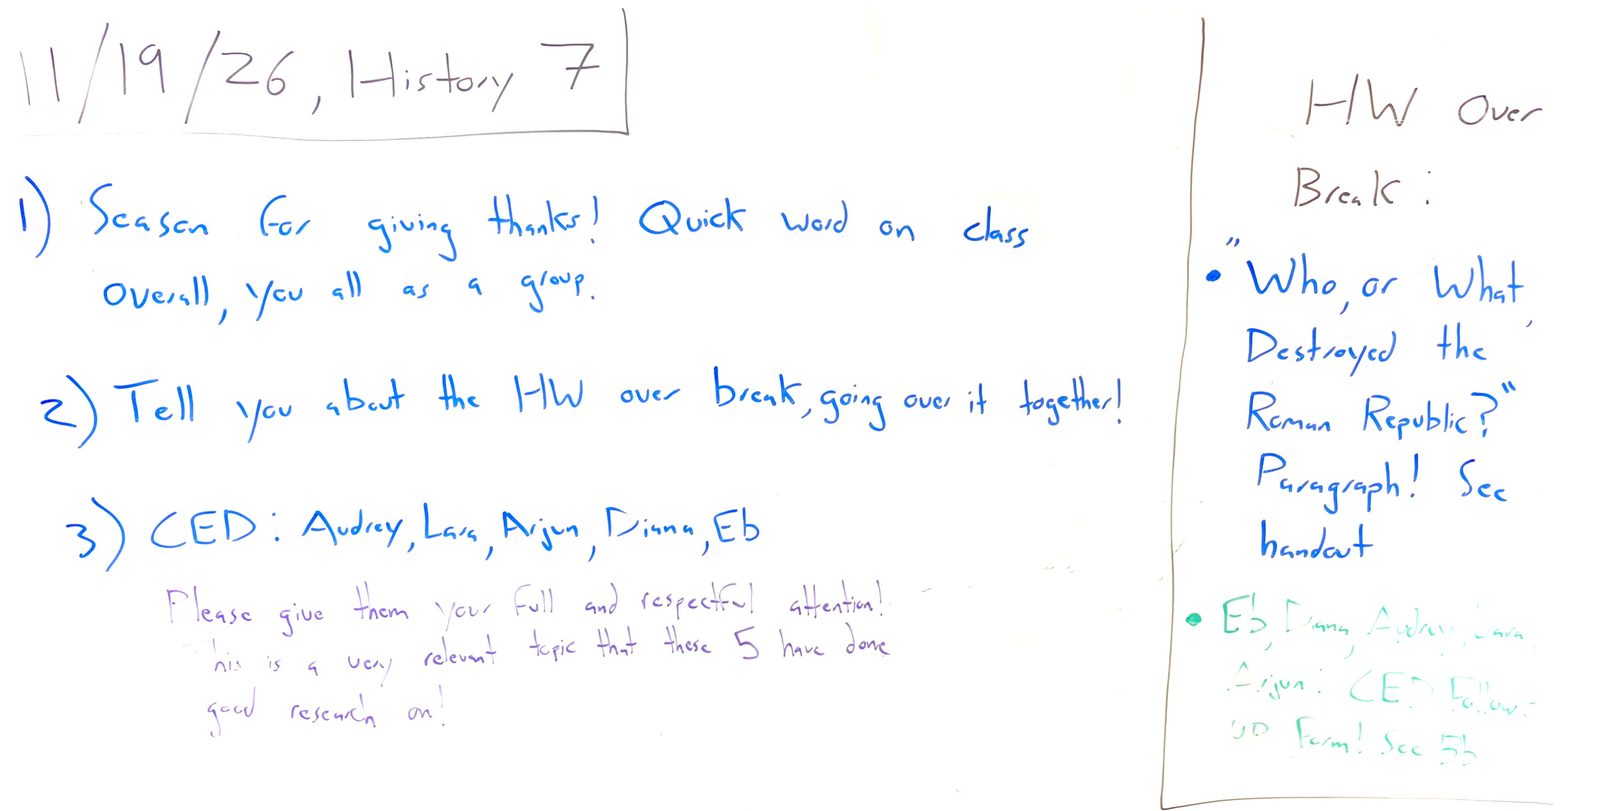 11/19/26, History 7
1) Season for giving thanks! Quick word on class
overall, you all as a group.
2) Tell you about the HW over break, going over it together!
3) CED: Audrey, Lara, Arjun, Diana, Eb
Please give them your full and respectful attention!
This is a very relevant topic that these 5 have done
good research on!
HW Over
Break:
• "Who, or What,
Destroyed the
Roman Republic?"
Paragraph! See
handout
• Eb, Diana, Audrey, Lara
Arjun: CED Follow-
up Form! See